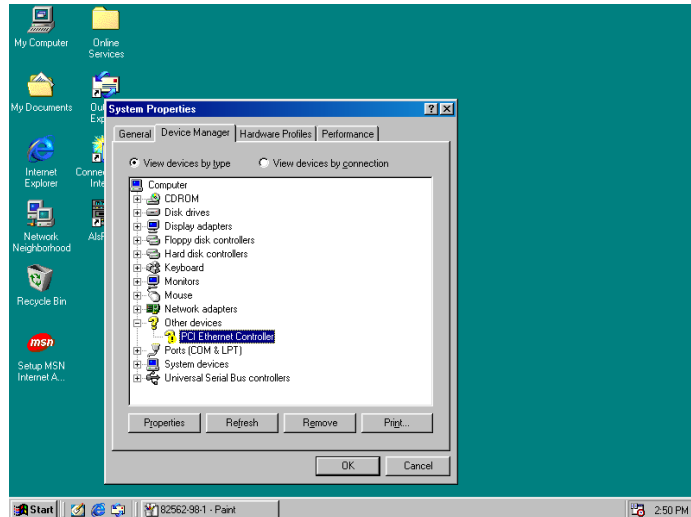 My Computer
Online
Services
My Documents
Internet
Explorer
Network
Neighborhood
Recycle Bin
msn
Setup MSN
Internet A...
System Properties
General
Device Manager
Hardware Profiles
Performance
View devices by type
View devices by connection
Computer
CDROM
Disk drives
Display adapters
Floppy disk controllers
Hard disk controllers
Keyboard
Monitors
Mouse
Network adapters
Other devices
PCI Ethernet Controller
Ports (COM & LPT)
System devices
Universal Serial Bus controllers
Properties
Refresh
Remove
Print...
OK
Cancel
Start
82562-98-1 - Paint
2:50 PM